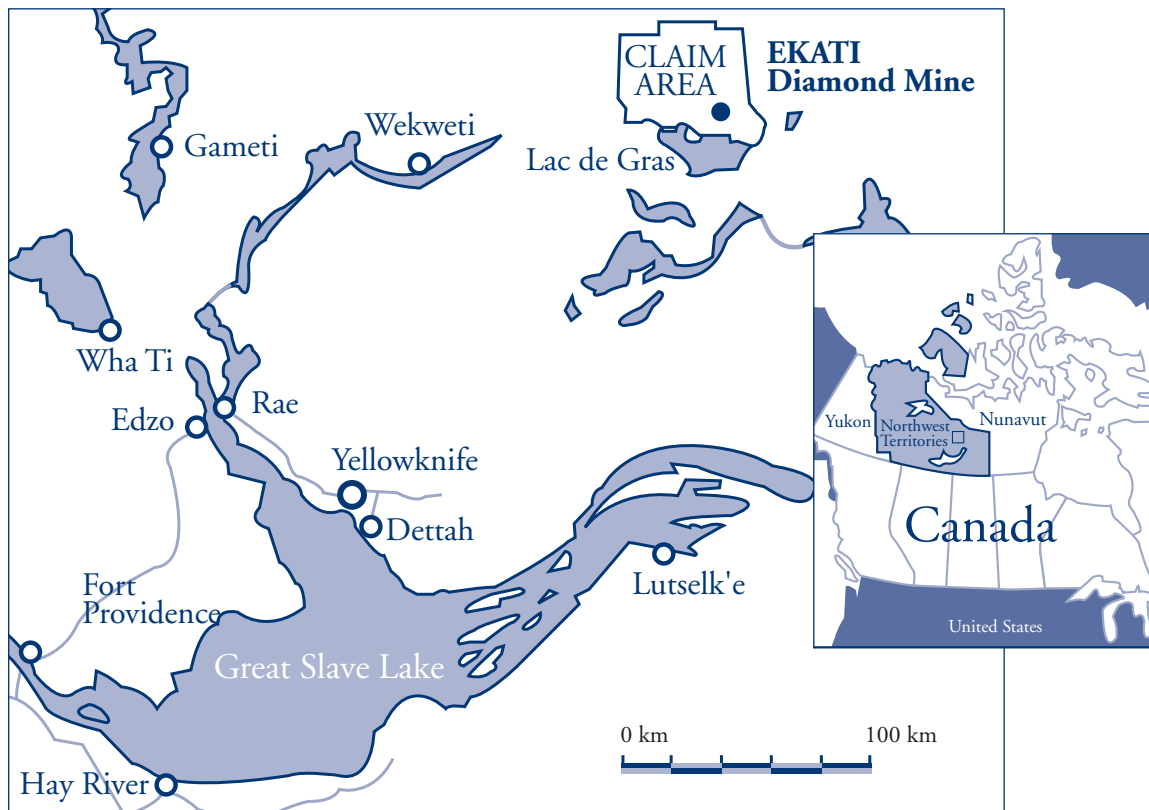 CLAIM
AREA
EKATI
Diamond Mine
Wekweti
Gameti
Lac de Gras
Wha Ti
Rae
Edzo
Yellowknife
Dettah
Lutselk'e
Fort
Providence
Great Slave Lake
Hay River
0 km
100 km
Yukon
Northwest
Territories
Nunavut
Canada
United States